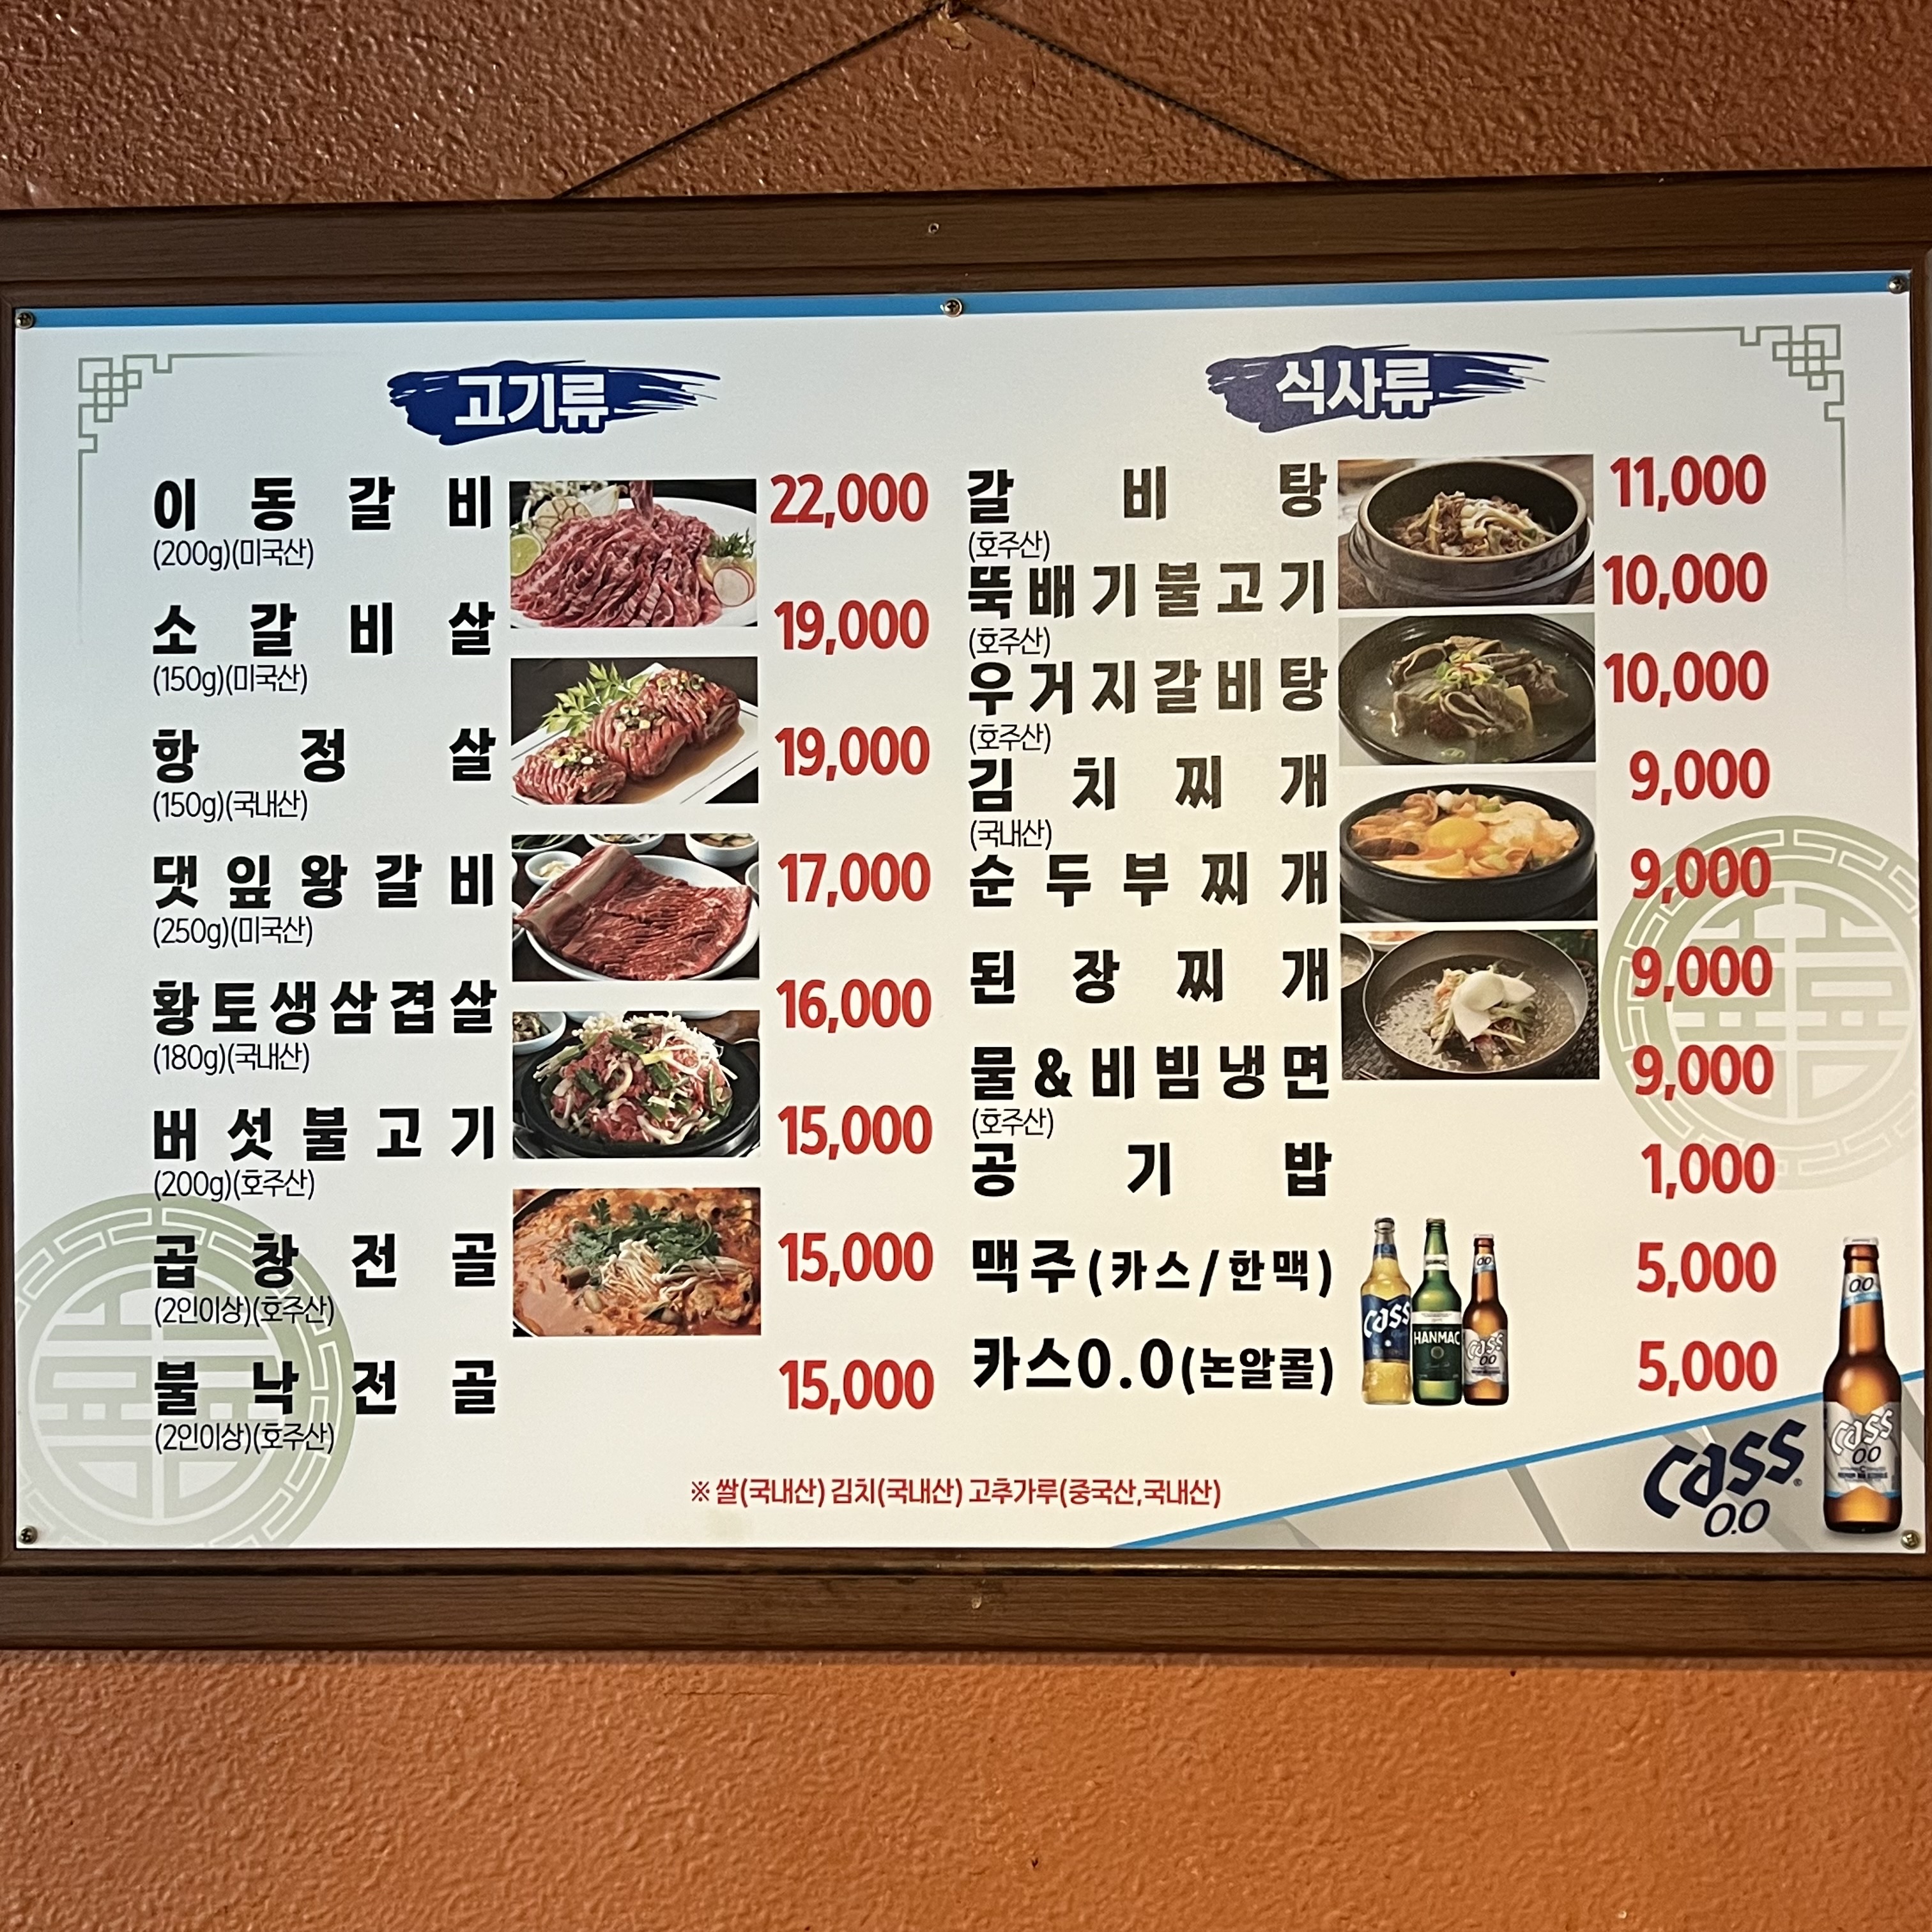 고기류
이동갈비 22,000
(200g)(미국산)
소갈비살 19,000
(150g)(미국산)
항정살 19,000
(150g)(국내산)
댓잎왕갈비 17,000
(250g)(미국산)
황토생삼겹살 16,000
(180g)(국내산)
버섯불고기 15,000
(200g)(호주산)
곱창전골 15,000
(2인이상)(호주산)
불낙전골 15,000
(2인이상)(호주산)
식사류
갈비탕 11,000
(호주산)
뚝배기불고기 10,000
(호주산)
우거지갈비탕 10,000
(호주산)
김치찌개 9,000
(국내산)
순두부찌개 9,000
된장찌개 9,000
물&비빔냉면 9,000
(호주산)
공기밥 1,000
맥주(카스/한맥) 5,000
카스0.0(논알콜) 5,000
Cass
HANMAC
Cass
0.0
※ 쌀(국내산) 김치(국내산) 고추가루(중국산,국내산)
Cass
0.0
0.0
Cass
0.0